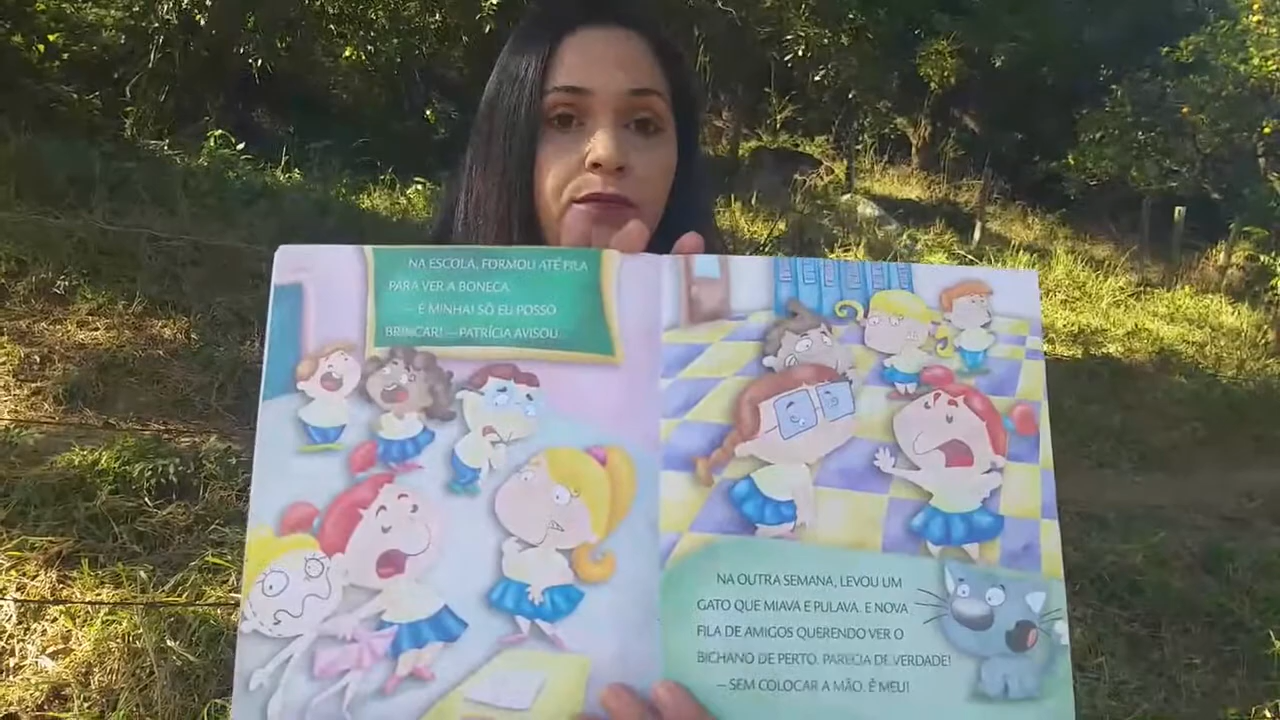 NA ESCOLA, FORMOU ATÉ FILA
PARA VER A BONECA.
– É MINHA! SÓ EU POSSO
BRINCAR! – PATRÍCIA AVISOU.
NA OUTRA SEMANA, LEVOU UM
GATO QUE MIAVA E PULAVA. E NOVA
FILA DE AMIGOS QUERENDO VER O
BICHANO DE PERTO. PARECIA DE VERDADE!
– SEM COLOCAR A MÃO. É MEU!